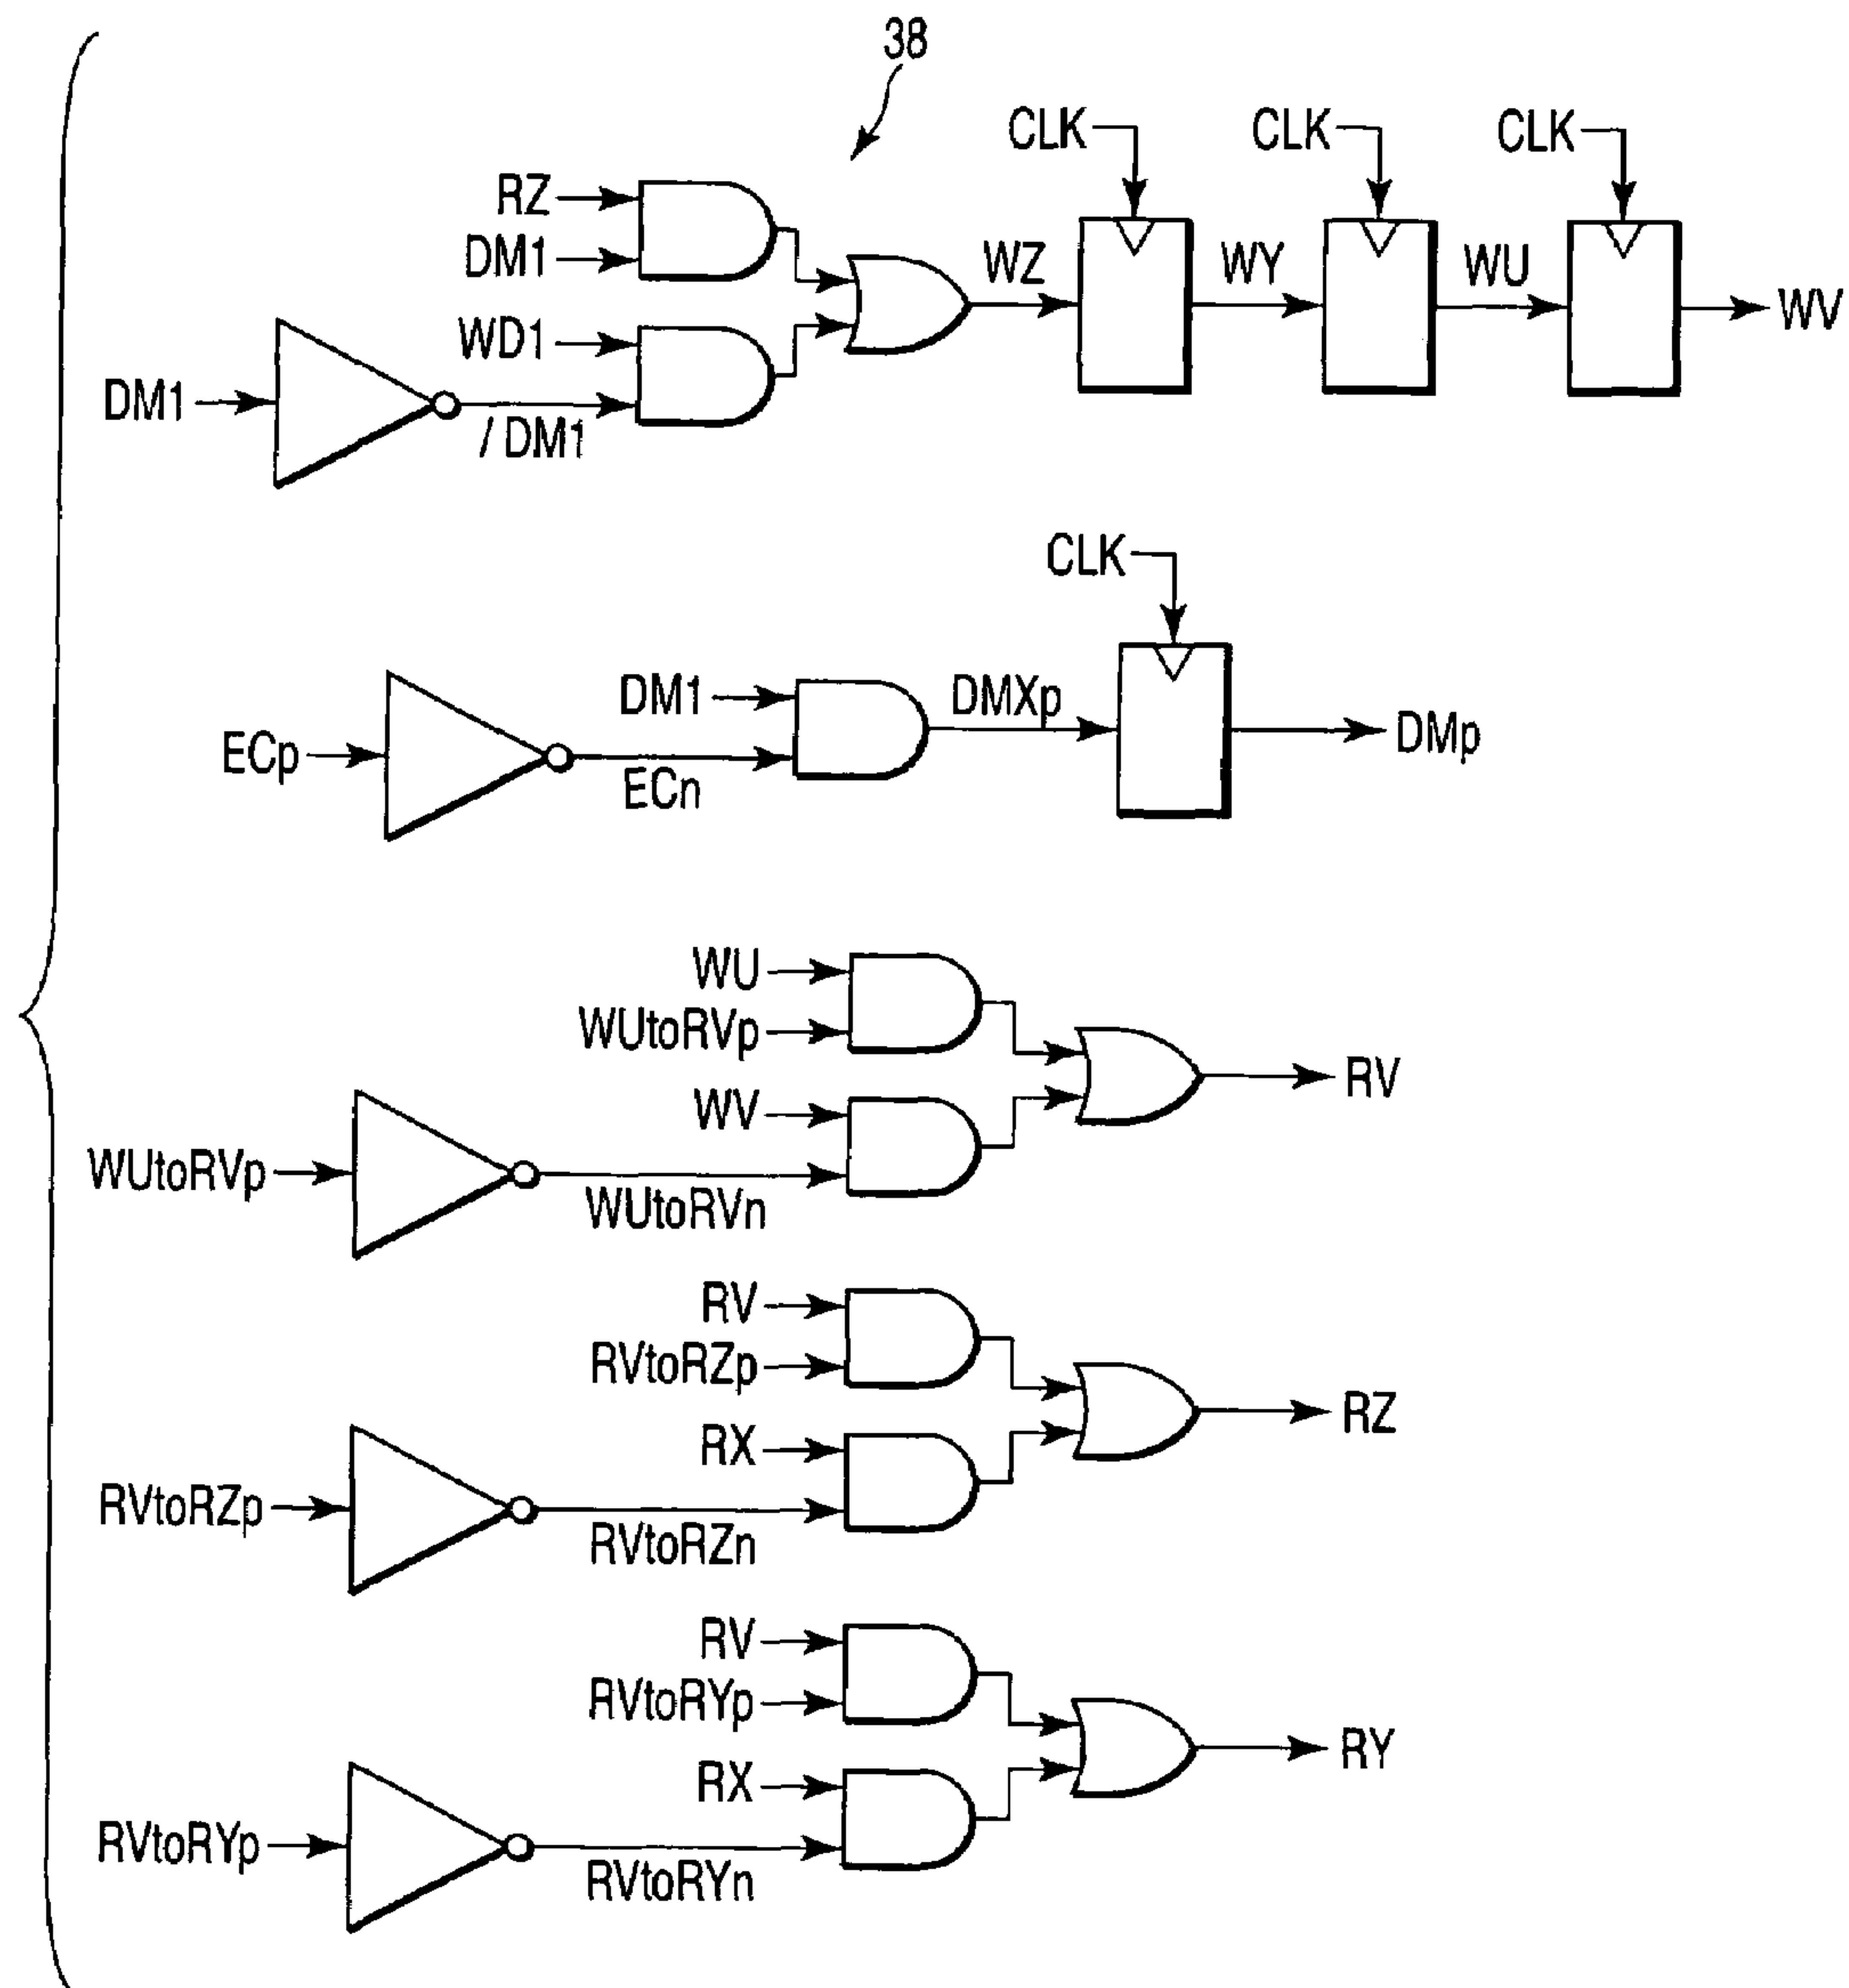 38
CLK
CLK
CLK
RZ
DM1
WZ
WY
WU
WV
WD1
DM1
/ DM1
CLK
DM1
DMXp
DMp
ECp
ECn
WU
WUtoRVp
RV
WV
WUtoRVp
WUtoRVn
RV
RVtoRZp
RZ
RX
RVtoRZp
RVtoRZn
RV
RVtoRYp
RY
RX
RVtoRYp
RVtoRYn